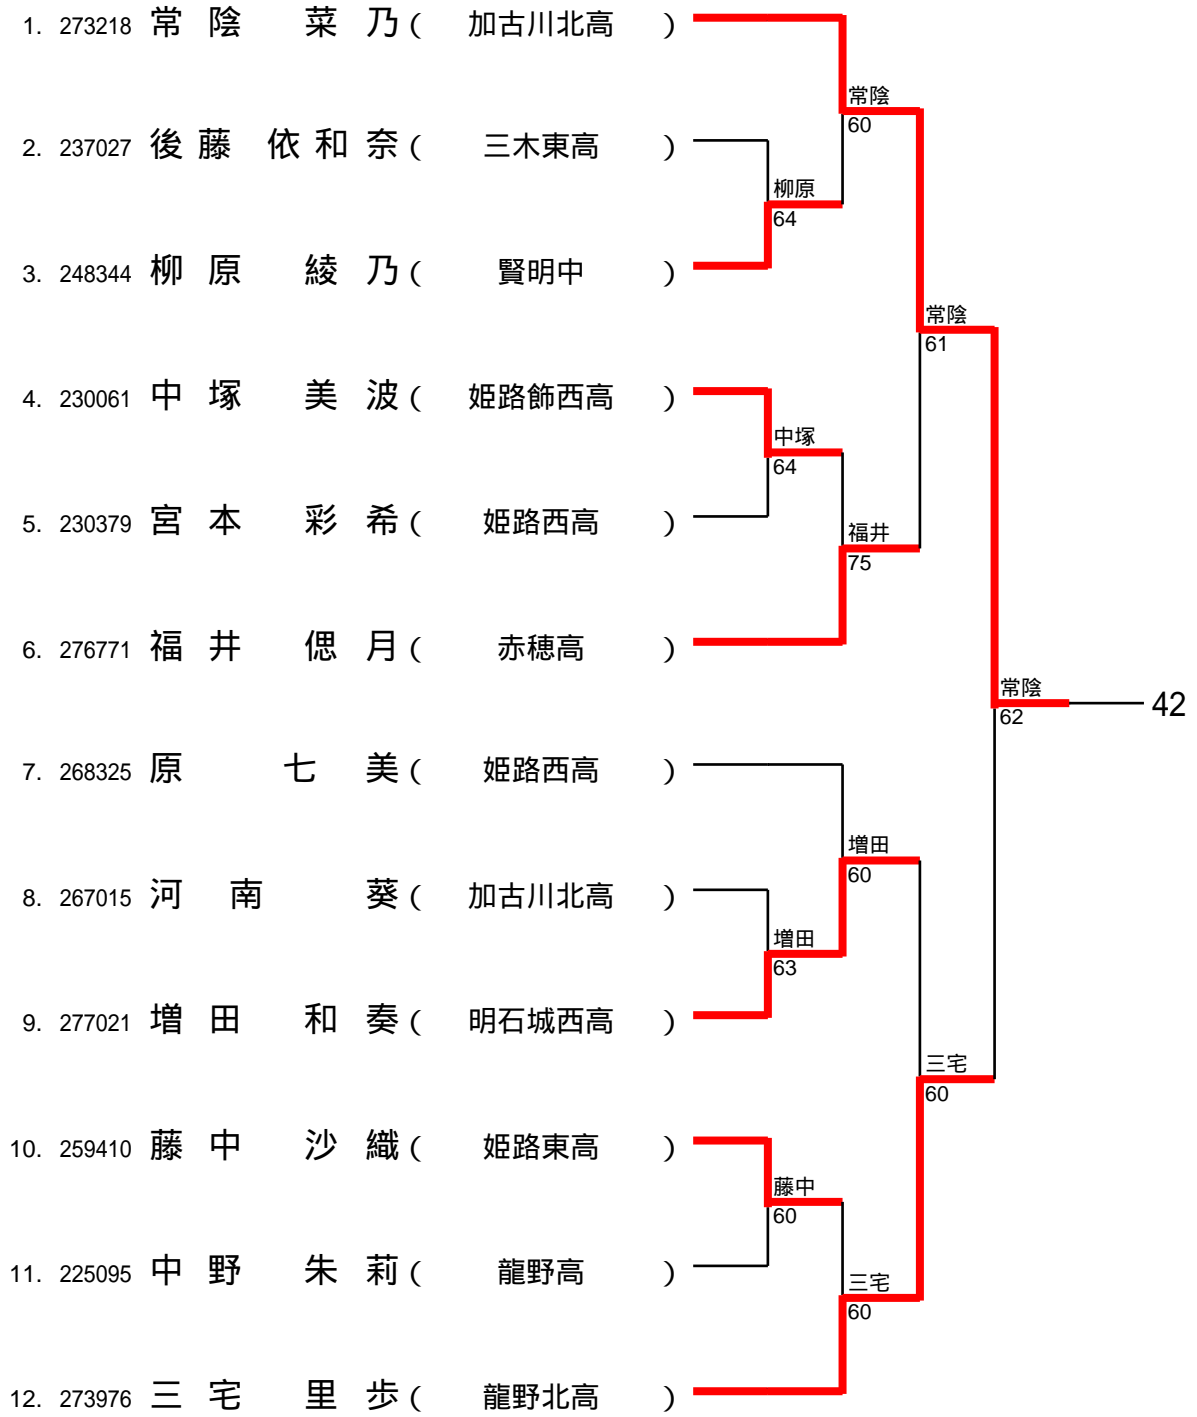 1. 273218 常陰 菜乃( 加古川北高 )
常陰
60
2. 237027 後藤 依和奈( 三木東高 )
柳原
64
3. 248344 柳原 綾乃( 賢明中 )
常陰
61
4. 230061 中塚 美波( 姫路飾西高 )
中塚
64
5. 230379 宮本 彩希( 姫路西高 )
福井
75
6. 276771 福井 偲月( 赤穂高 )
常陰
62
42
7. 268325 原 七美( 姫路西高 )
増田
60
8. 267015 河南 葵( 加古川北高 )
増田
63
9. 277021 増田 和奏( 明石城西高 )
三宅
60
10. 259410 藤中 沙織( 姫路東高 )
藤中
60
11. 225095 中野 朱莉( 龍野高 )
三宅
60
12. 273976 三宅 里歩( 龍野北高 )